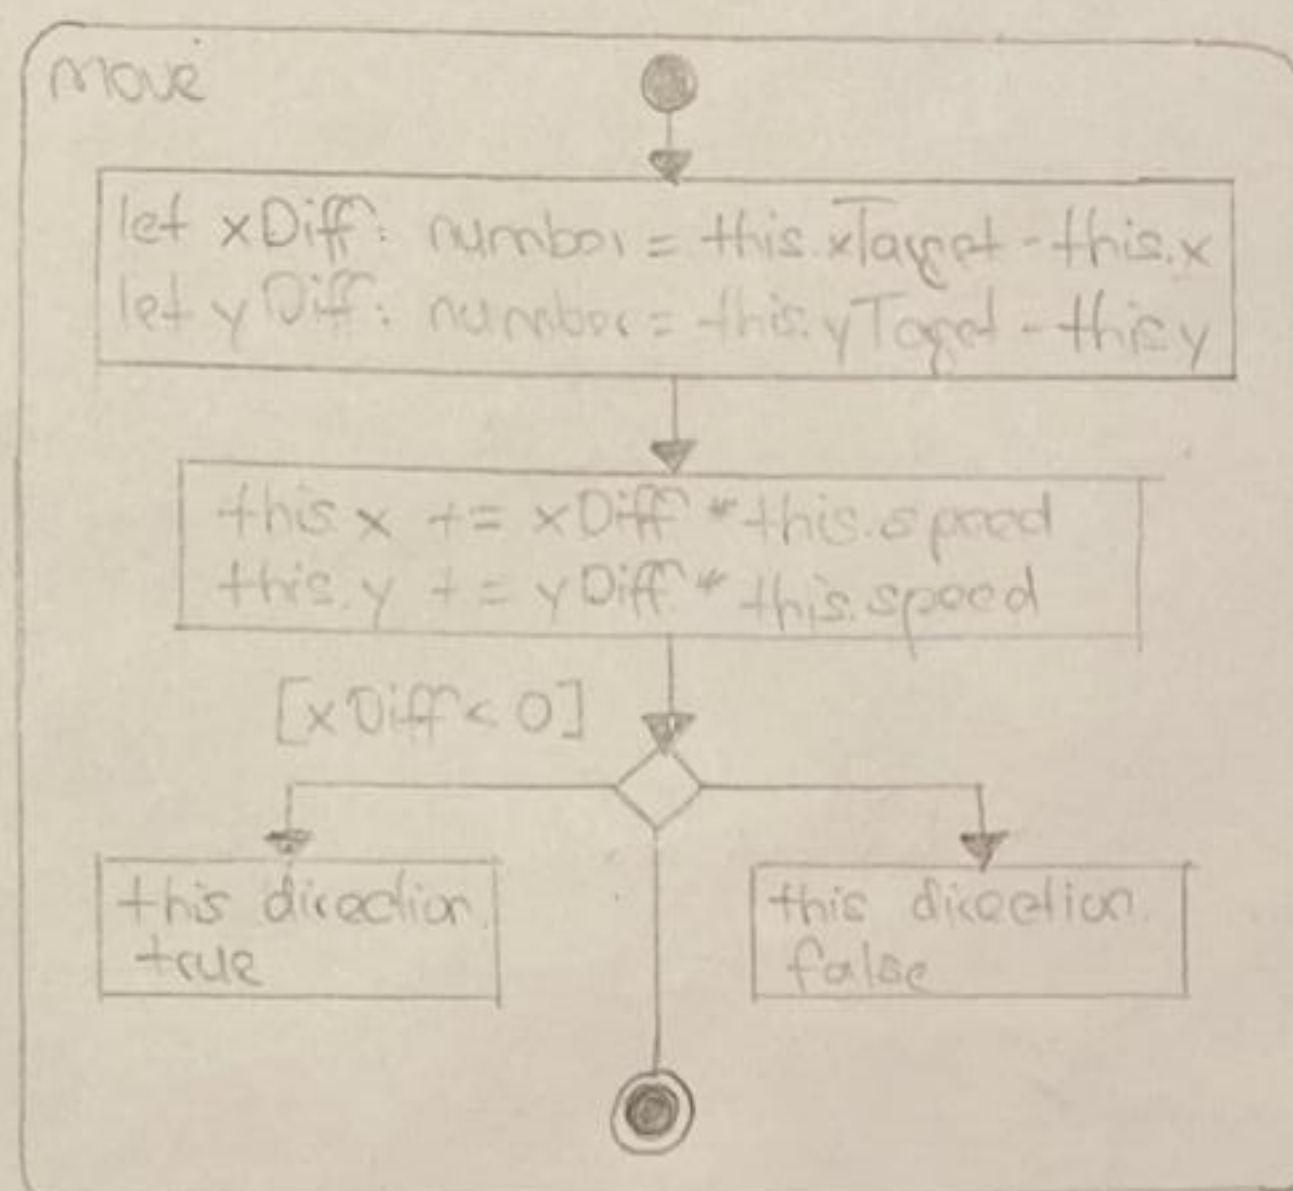 move
let xDiff: number = this.xTarget - this.x
let yDiff: number = this.yTarget - this.y
this.x += xDiff * this.speed
this.y += yDiff * this.speed
[xDiff < 0]
this direction
true
this direction
false